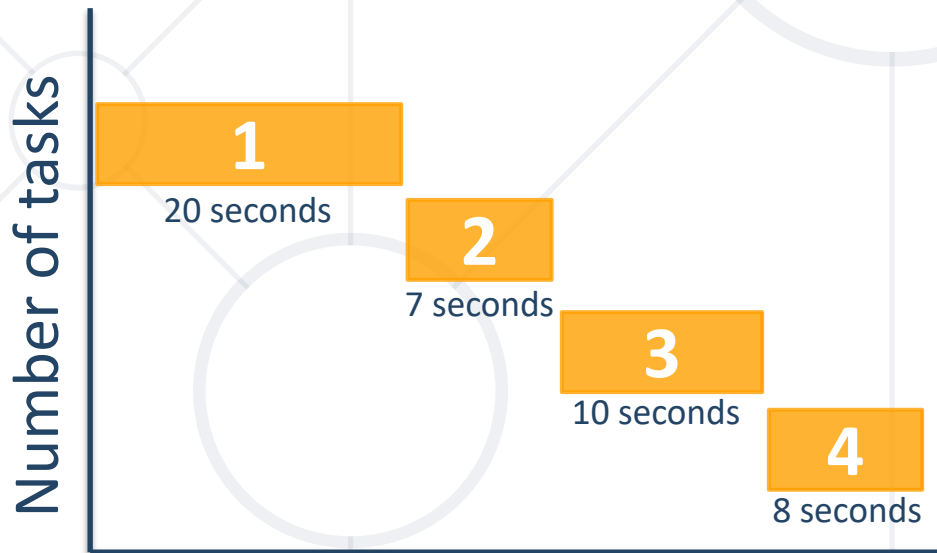 Number of tasks
1
20 seconds
2
7 seconds
3
10 seconds
4
8 seconds